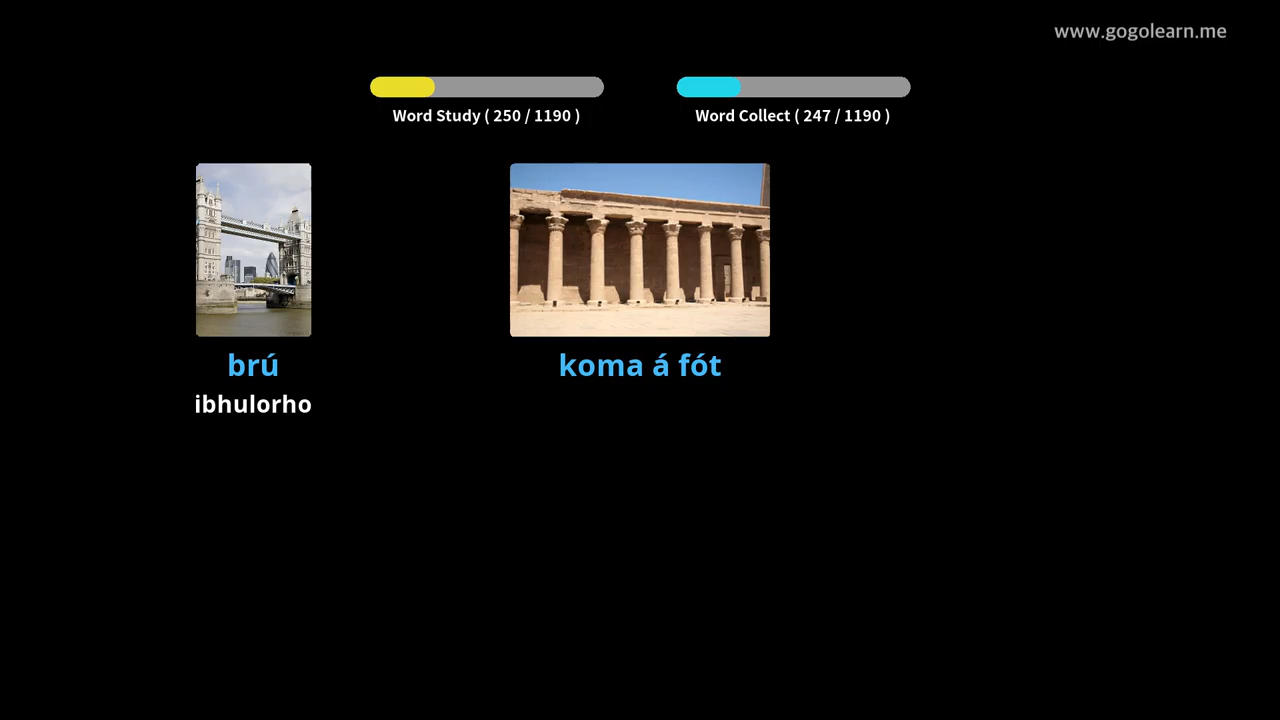 www.gogolearn.me
Word Study ( 250 / 1190 )
Word Collect ( 247 / 1190 )
brú
ibhulorho
koma á fót